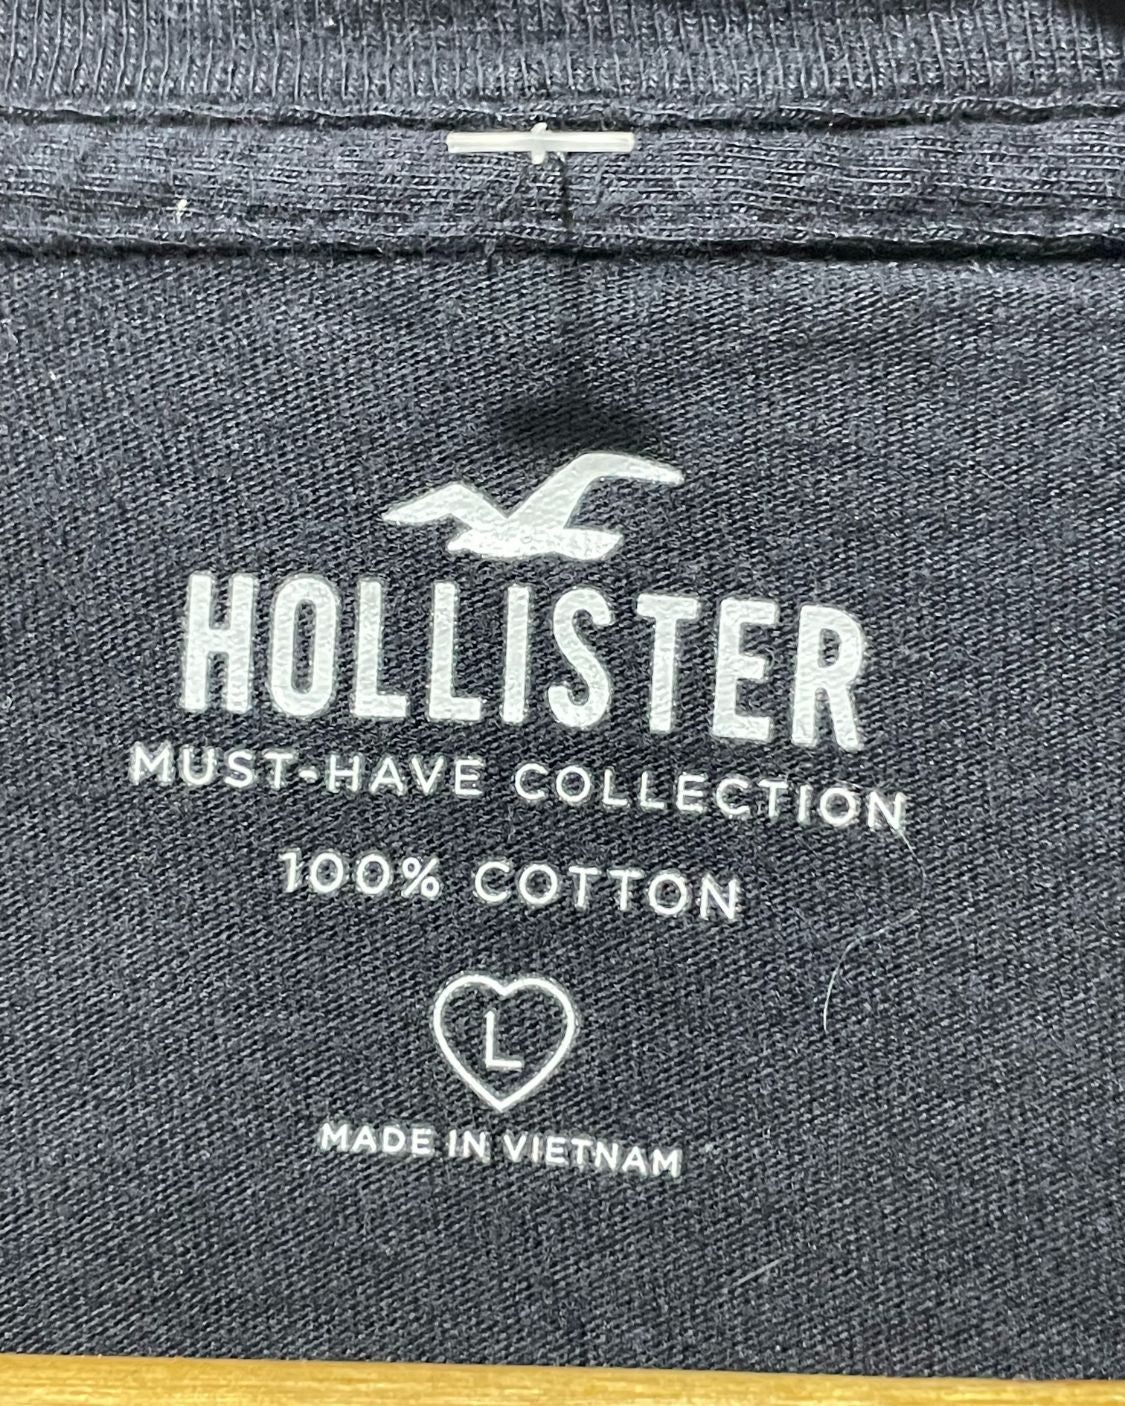 HOLLISTER
MUST-HAVE COLLECTION
100% COTTON
L
MADE IN VIETNAM